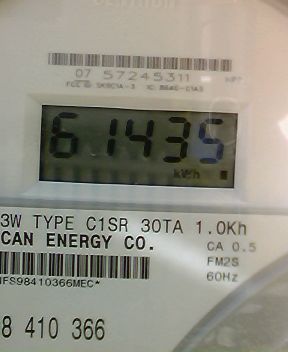 07 57245311
61435
kWh
3W TYPE C1SR 30TA 1.0Kh
CAN ENERGY CO.
CA 0.5
FM2S
60Hz
IFS98410366MEC*
8 410 366